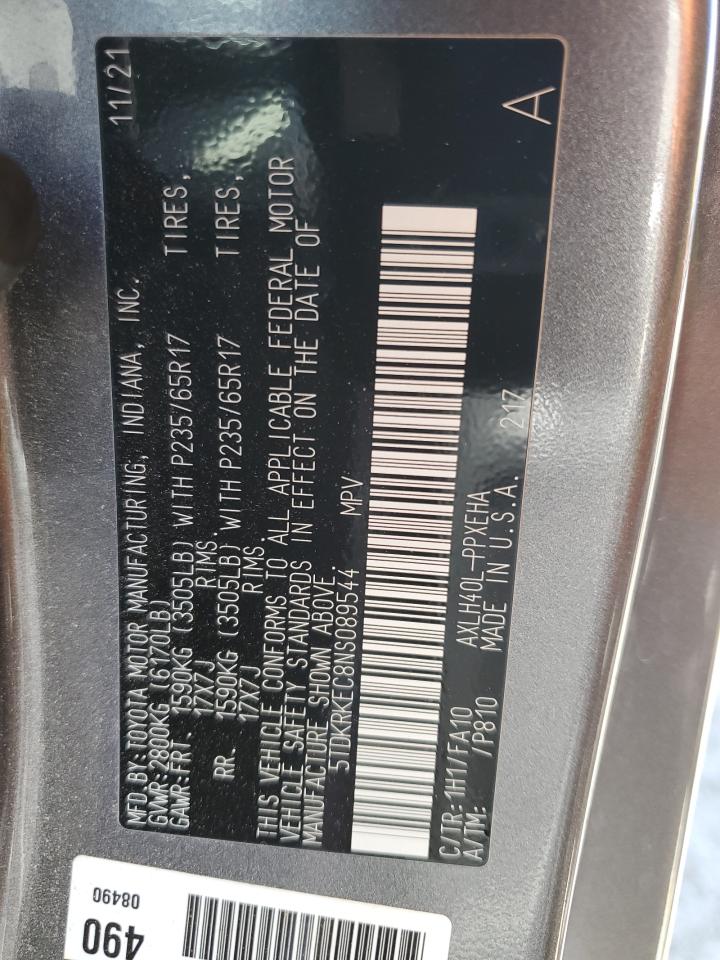 MFD.BY:TOYOTA MOTOR MANUFACTURING, INDIANA, INC. 11/21
GVWR:2800KG (6170LB)
GAWR:FRT. 1590KG (3505LB) WITH P235/65R17 TIRES,
17X7J RIMS.
RR. 1590KG (3505LB) WITH P235/65R17 TIRES,
17X7J RIMS.
THIS VEHICLE CONFORMS TO ALL APPLICABLE FEDERAL MOTOR
VEHICLE SAFETY STANDARDS IN EFFECT ON THE DATE OF
MANUFACTURE SHOWN ABOVE.
5TDKRKEC8NS089544 MPV
C/TR:1H1/FA10 AXLH40L-PPXEHA 217 A
A/TM: /P810 MADE IN U.S.A.
08490
490